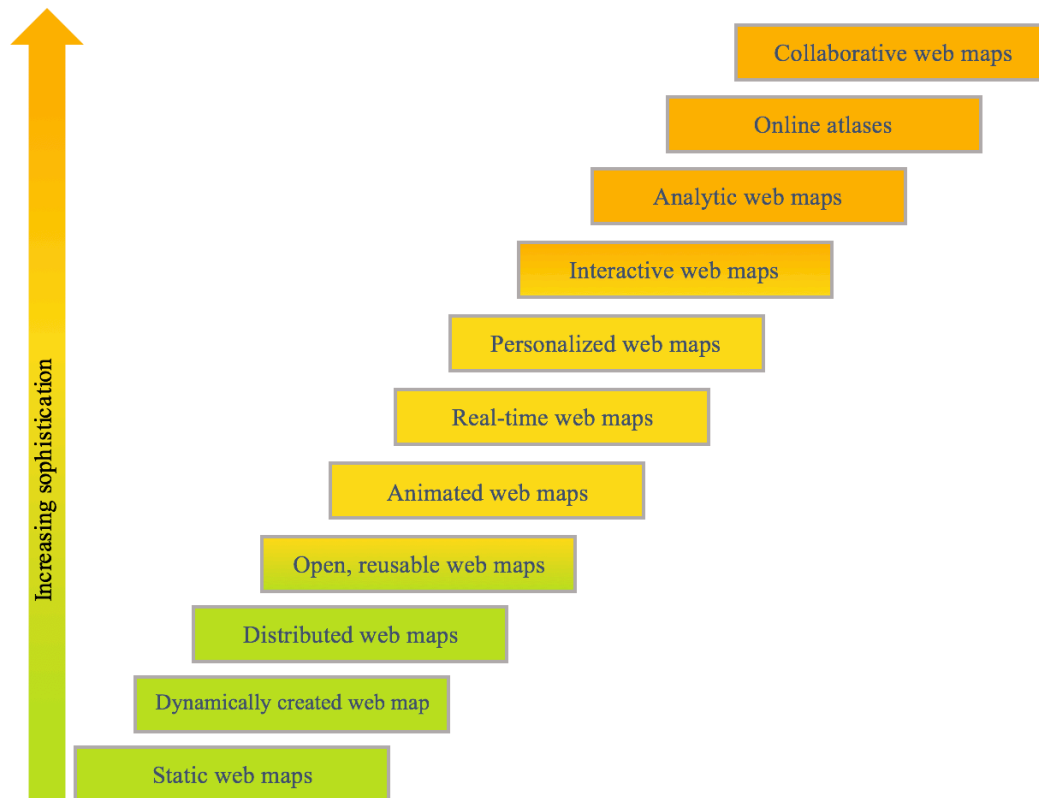 Collaborative web maps
Online atlases
Analytic web maps
Interactive web maps
Personalized web maps
Real-time web maps
Animated web maps
Open, reusable web maps
Distributed web maps
Dynamically created web map
Static web maps
Increasing sophistication